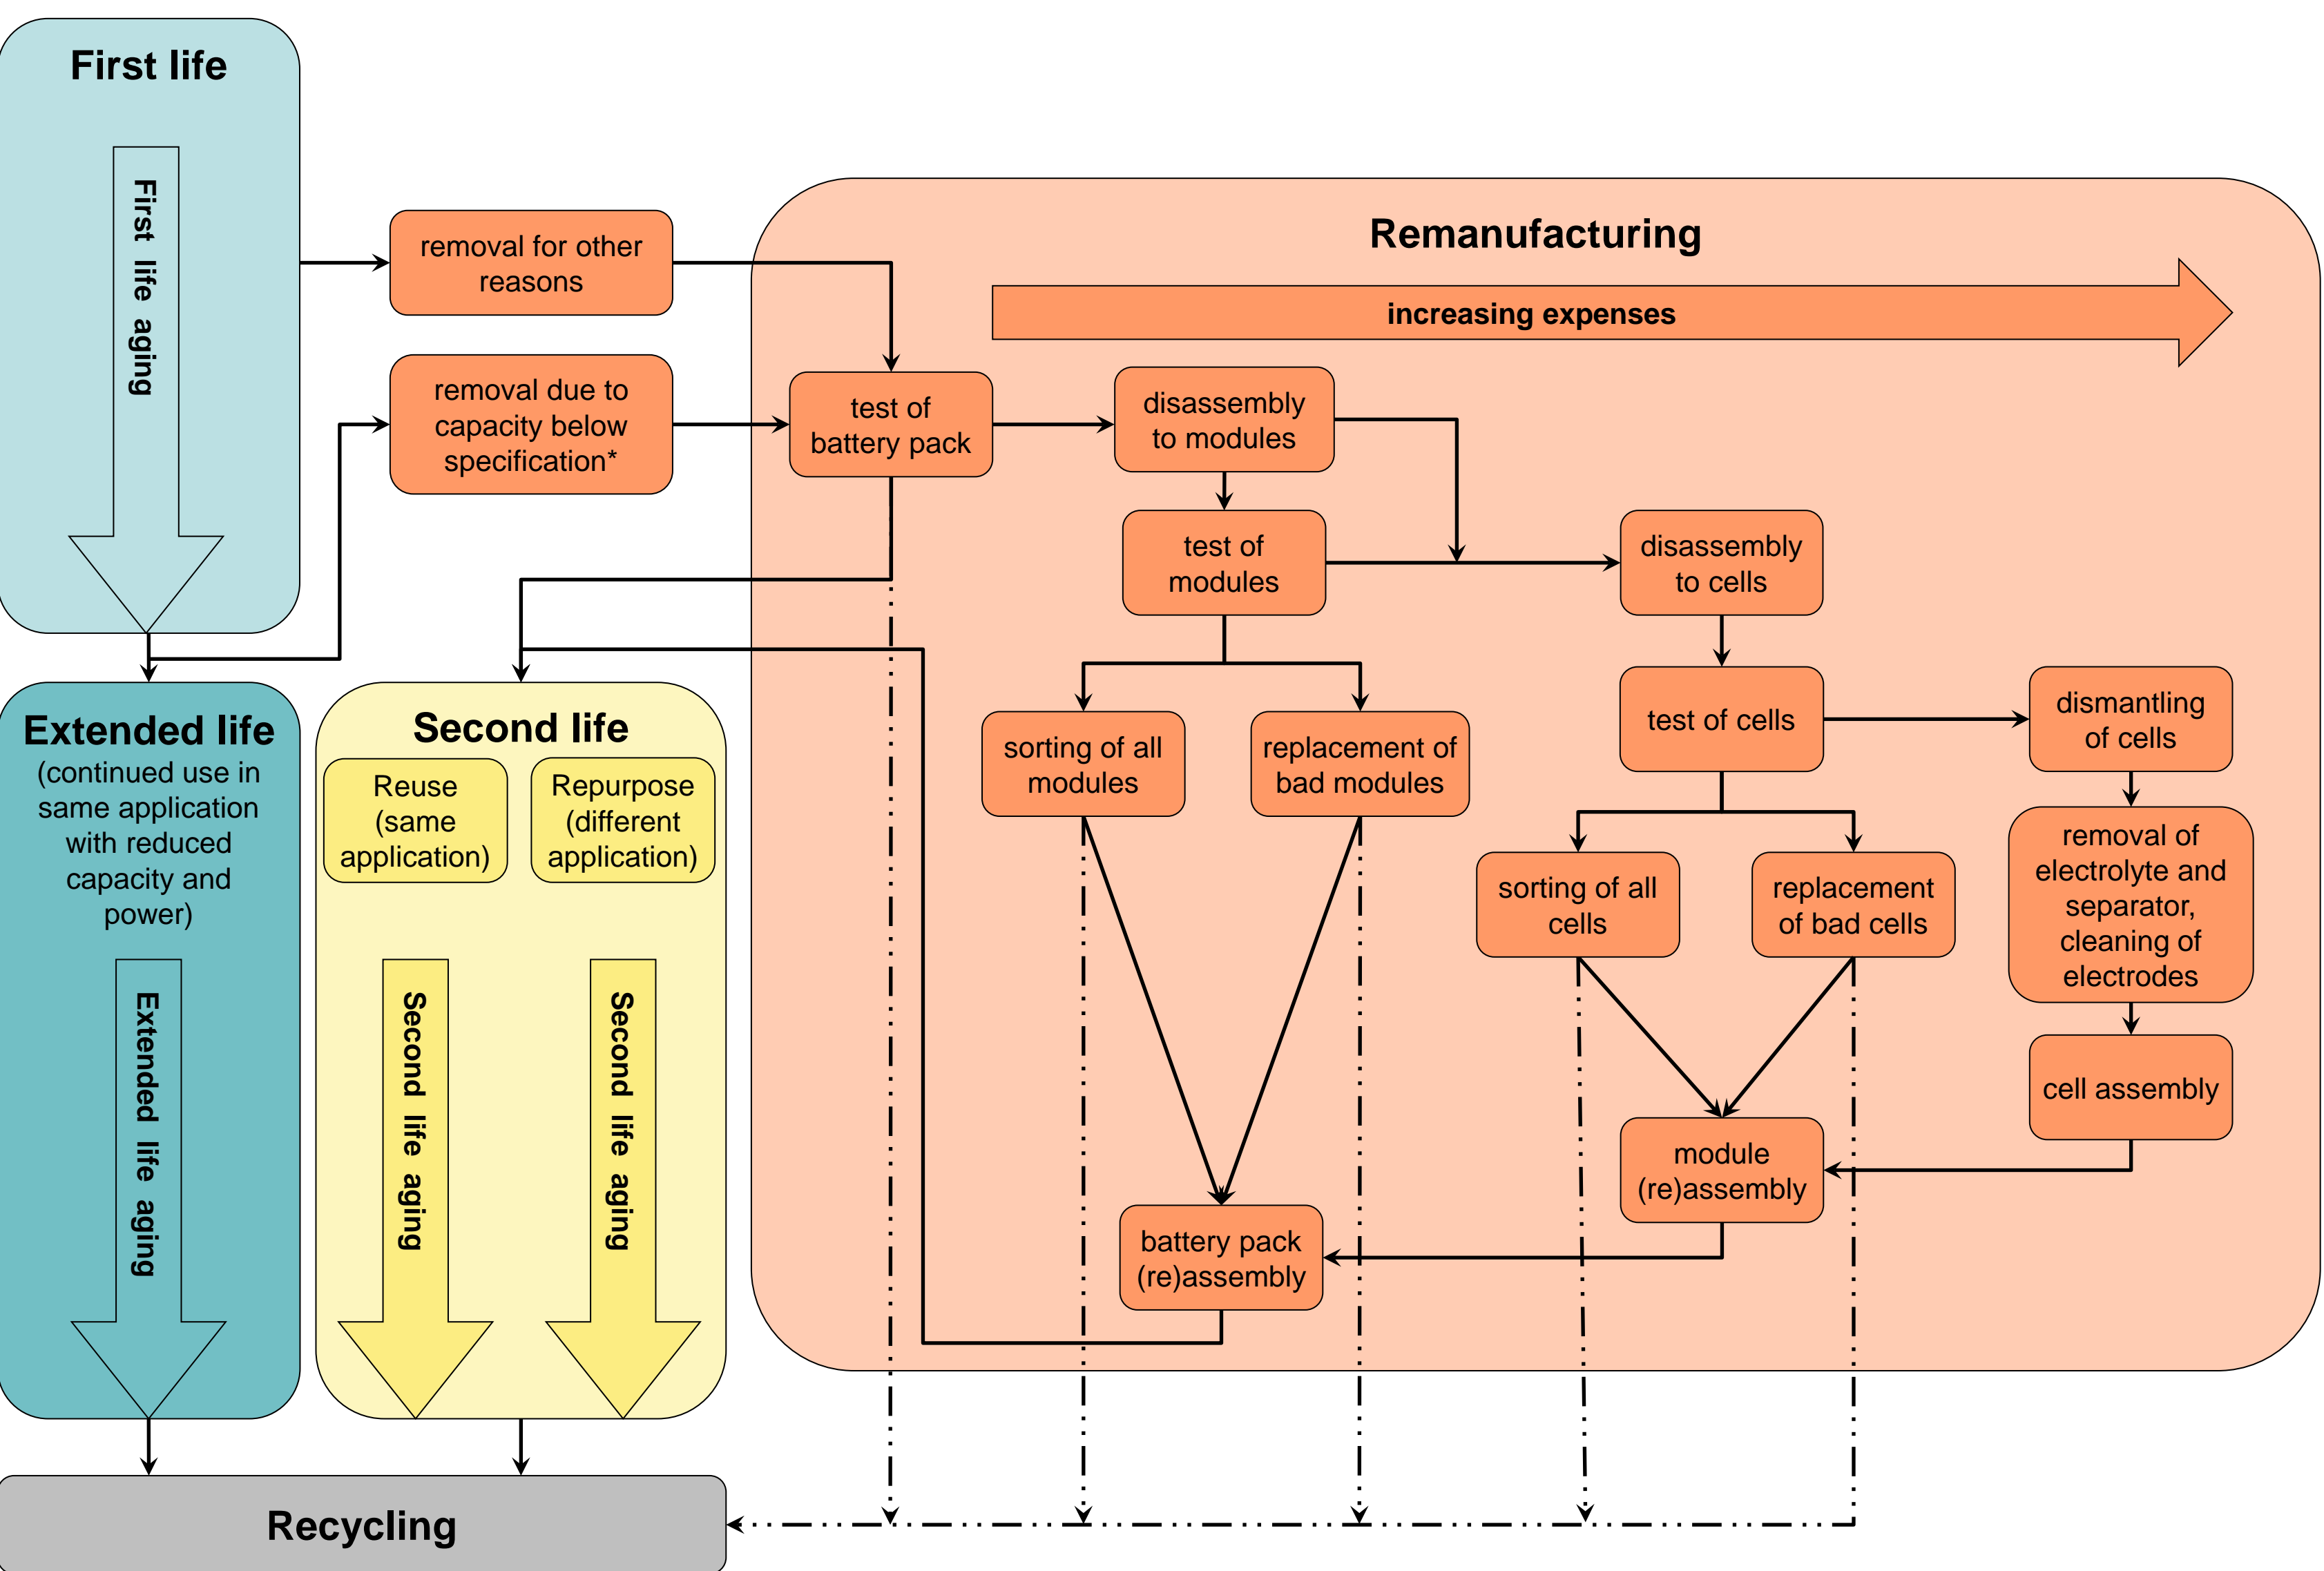 First life
First life aging
removal for other
reasons
removal due to
capacity below
specification*
Remanufacturing
increasing expenses
test of
battery pack
disassembly
to modules
test of
modules
disassembly
to cells
sorting of all
modules
replacement of
bad modules
test of cells
dismantling
of cells
sorting of all
cells
replacement
of bad cells
removal of
electrolyte and
separator,
cleaning of
electrodes
cell assembly
module
(re)assembly
battery pack
(re)assembly
Extended life
(continued use in
same application
with reduced
capacity and
power)
Extended life aging
Second life
Reuse
(same
application)
Repurpose
(different
application)
Second life aging
Second life aging
Recycling